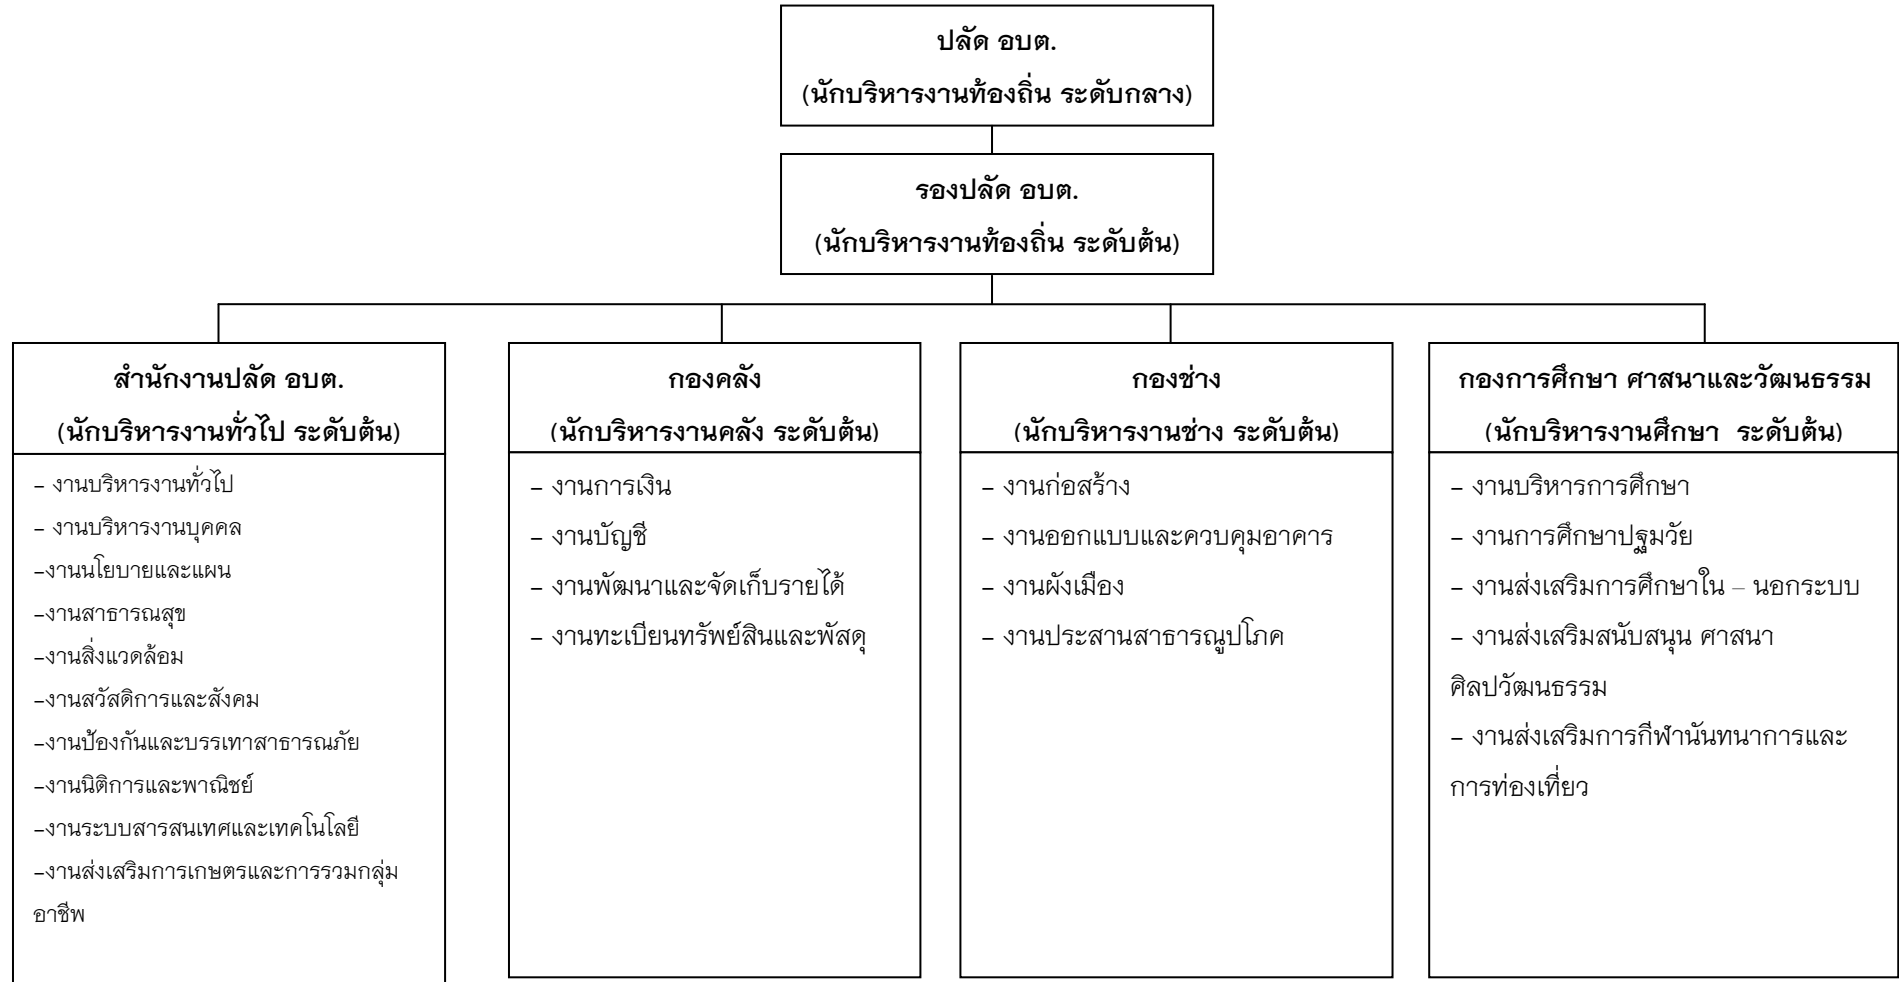 ปลัด อบต.
(นักบริหารงานท้องถิ่น ระดับกลาง)
รองปลัด อบต.
(นักบริหารงานท้องถิ่น ระดับต้น)
สำนักงานปลัด อบต.
(นักบริหารงานทั่วไป ระดับต้น)
- งานบริหารงานทั่วไป
- งานบริหารงานบุคคล
-งานนโยบายและแผน
-งานสาธารณสุข
-งานสิ่งแวดล้อม
-งานสวัสดิการและสังคม
-งานป้องกันและบรรเทาสาธารณภัย
-งานนิติการและพาณิชย์
-งานระบบสารสนเทศและเทคโนโลยี
-งานส่งเสริมการเกษตรและการรวมกลุ่ม
อาชีพ
กองคลัง
(นักบริหารงานคลัง ระดับต้น)
- งานการเงิน
- งานบัญชี
- งานพัฒนาและจัดเก็บรายได้
- งานทะเบียนทรัพย์สินและพัสดุ
กองช่าง
(นักบริหารงานช่าง ระดับต้น)
- งานก่อสร้าง
- งานออกแบบและควบคุมอาคาร
- งานผังเมือง
- งานประสานสาธารณูปโภค
กองการศึกษา ศาสนาและวัฒนธรรม
(นักบริหารงานศึกษา ระดับต้น)
- งานบริหารการศึกษา
- งานการศึกษาปฐมวัย
- งานส่งเสริมการศึกษาใน – นอกระบบ
- งานส่งเสริมสนับสนุน ศาสนา
ศิลปวัฒนธรรม
- งานส่งเสริมการกีฬานันทนาการและ
การท่องเที่ยว